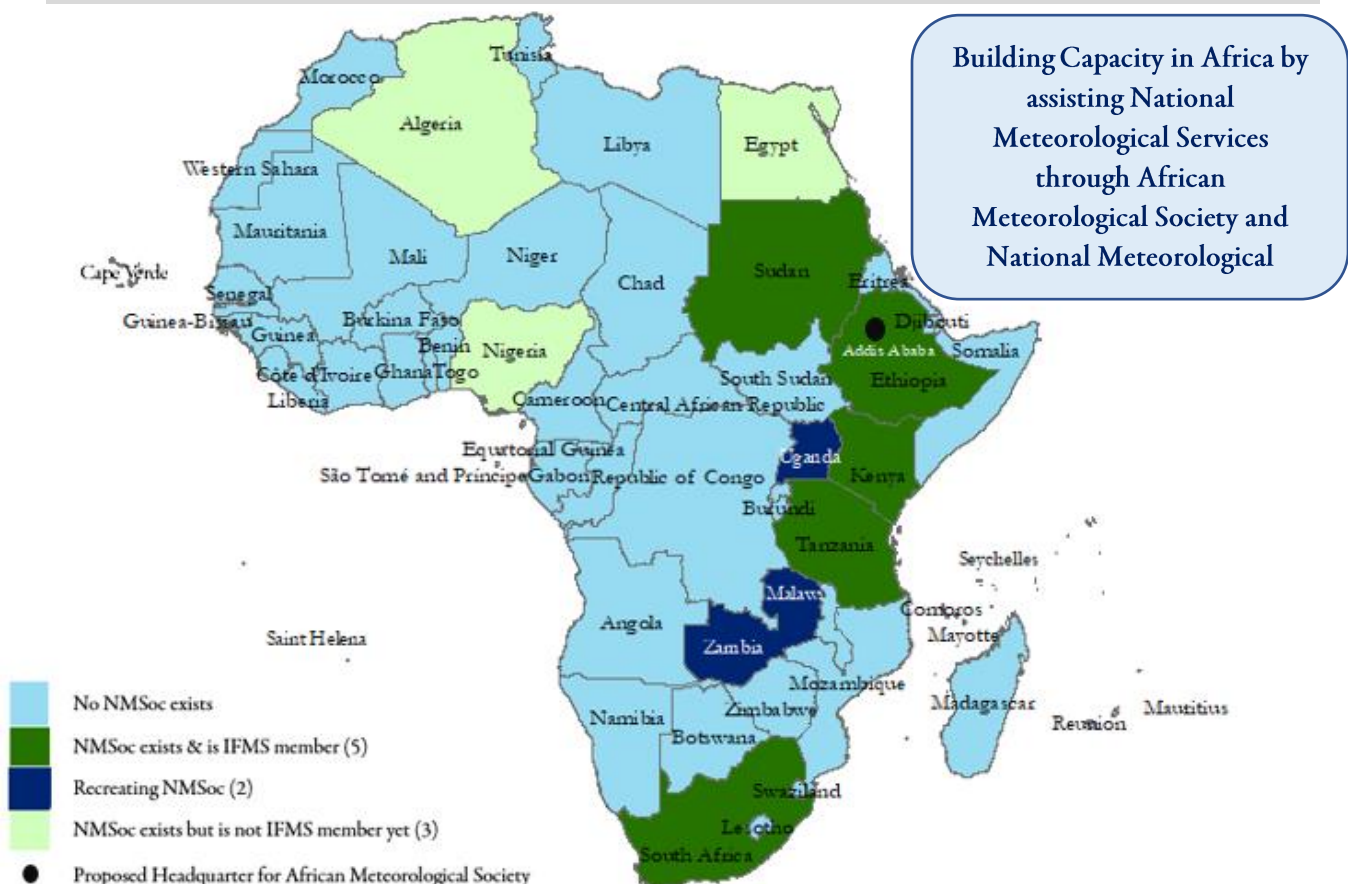 Building Capacity in Africa by
assisting National
Meteorological Services
through African
Meteorological Society and
National Meteorological
Tunisia
Morocco
Algeria
Libya
Egypt
Western Sahara
Mauritania
Mali
Niger
Chad
Sudan
Eritrea
Cape Verde
Senegal
Guinea-Bissau
Guinea
Burkina Faso
Benin
Nigeria
Djibouti
Addis Ababa
Somalia
Côte d'Ivoire
Ghana
Togo
South Sudan
Ethiopia
Liberia
Cameroon
Central African Republic
Equrtorial Guinea
Uganda
São Tomé and Príncipe
Gabon
Republic of Congo
Kenya
Burundi
Tanzania
Seychelles
Malawi
Comoros
Angola
Mayotte
Saint Helena
Zambia
Mozambique
Madagascar
Mauritius
Reunion
Namibia
Zimbabwe
Botswana
Swaziland
Lesotho
South Africa
No NMSoc exists
NMSoc exists & is IFMS member (5)
Recreating NMSoc (2)
NMSoc exists but is not IFMS member yet (3)
Proposed Headquarter for African Meteorological Society